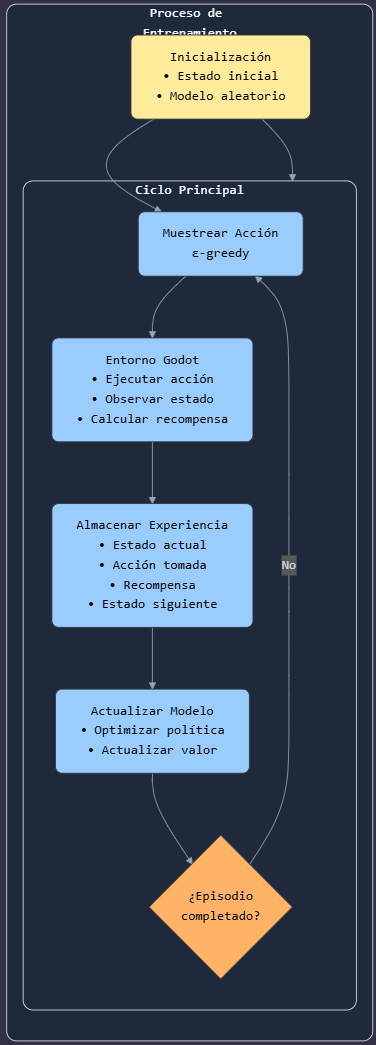 Proceso de
Entrenamiento
Inicialización
• Estado inicial
• Modelo aleatorio
Ciclo Principal
Muestrear Acción
ε-greedy
Entorno Godot
• Ejecutar acción
• Observar estado
• Calcular recompensa
Almacenar Experiencia
• Estado actual
• Acción tomada
• Recompensa
• Estado siguiente
No
Actualizar Modelo
• Optimizar política
• Actualizar valor
¿Episodio
completado?